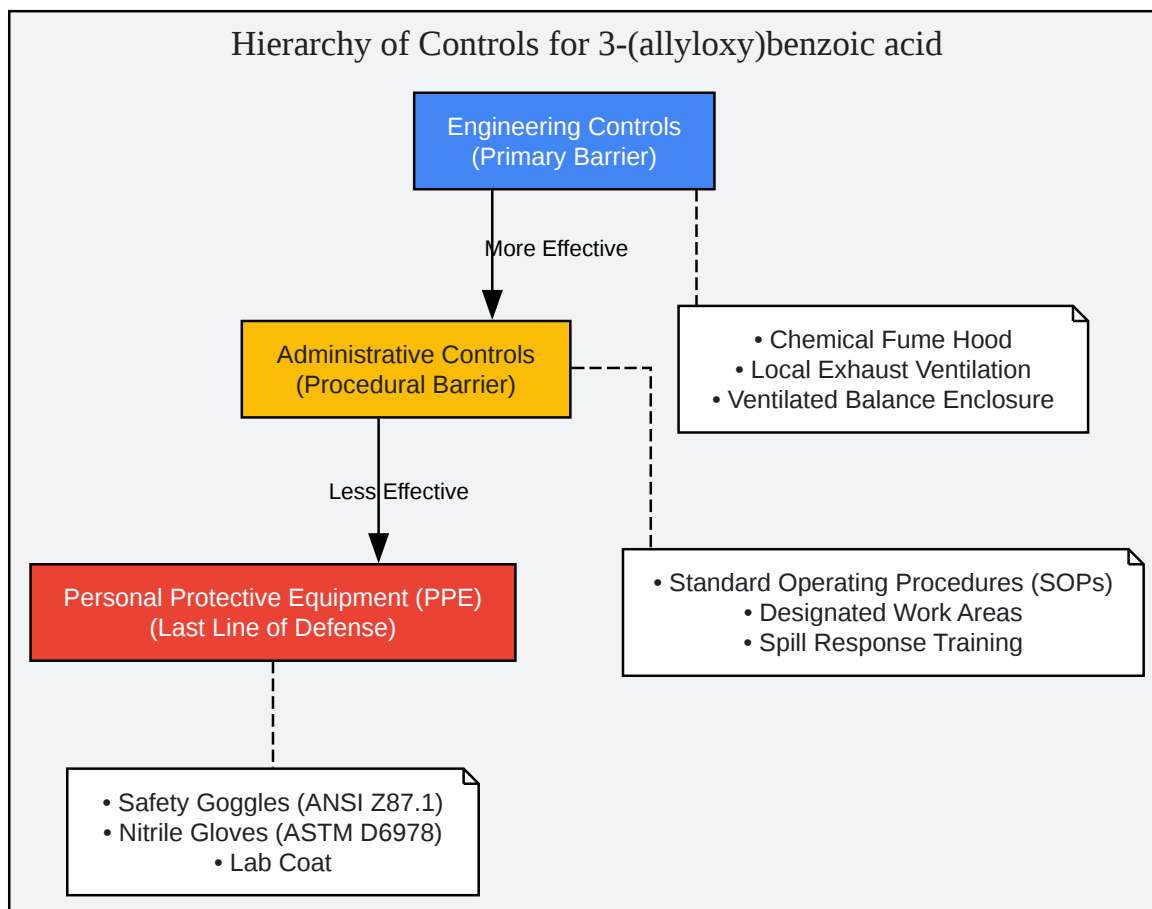 Hierarchy of Controls for 3-(allyloxy)benzoic acid
Engineering Controls
(Primary Barrier)
More Effective
• Chemical Fume Hood
• Local Exhaust Ventilation
• Ventilated Balance Enclosure
Administrative Controls
(Procedural Barrier)
Less Effective
• Standard Operating Procedures (SOPs)
• Designated Work Areas
• Spill Response Training
Personal Protective Equipment (PPE)
(Last Line of Defense)
• Safety Goggles (ANSI Z87.1)
• Nitrile Gloves (ASTM D6978)
• Lab Coat